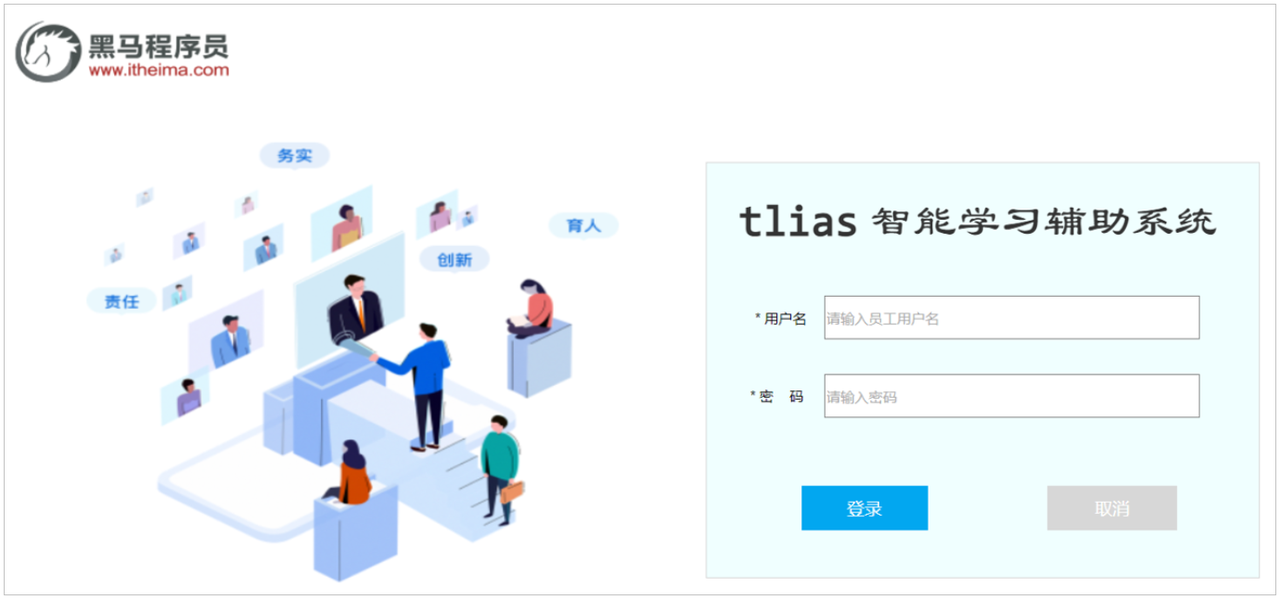 黑马程序员
www.itheima.com
务实
育人
创新
责任
tlias 智能学习辅助系统
* 用户名 请输入员工用户名
* 密 码 请输入密码
登录 取消